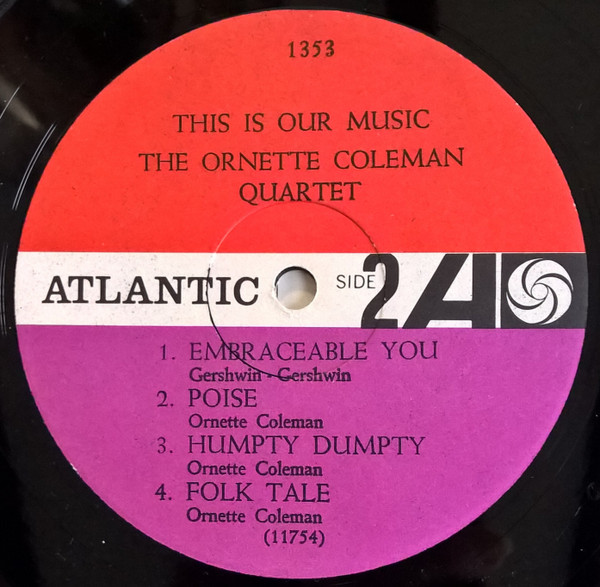 1353
THIS IS OUR MUSIC
THE ORNETTE COLEMAN
QUARTET
ATLANTIC SIDE 2 A
1. EMBRACEABLE YOU
Gershwin - Gershwin
2. POISE
Ornette Coleman
3. HUMPTY DUMPTY
Ornette Coleman
4. FOLK TALE
Ornette Coleman
(11754)